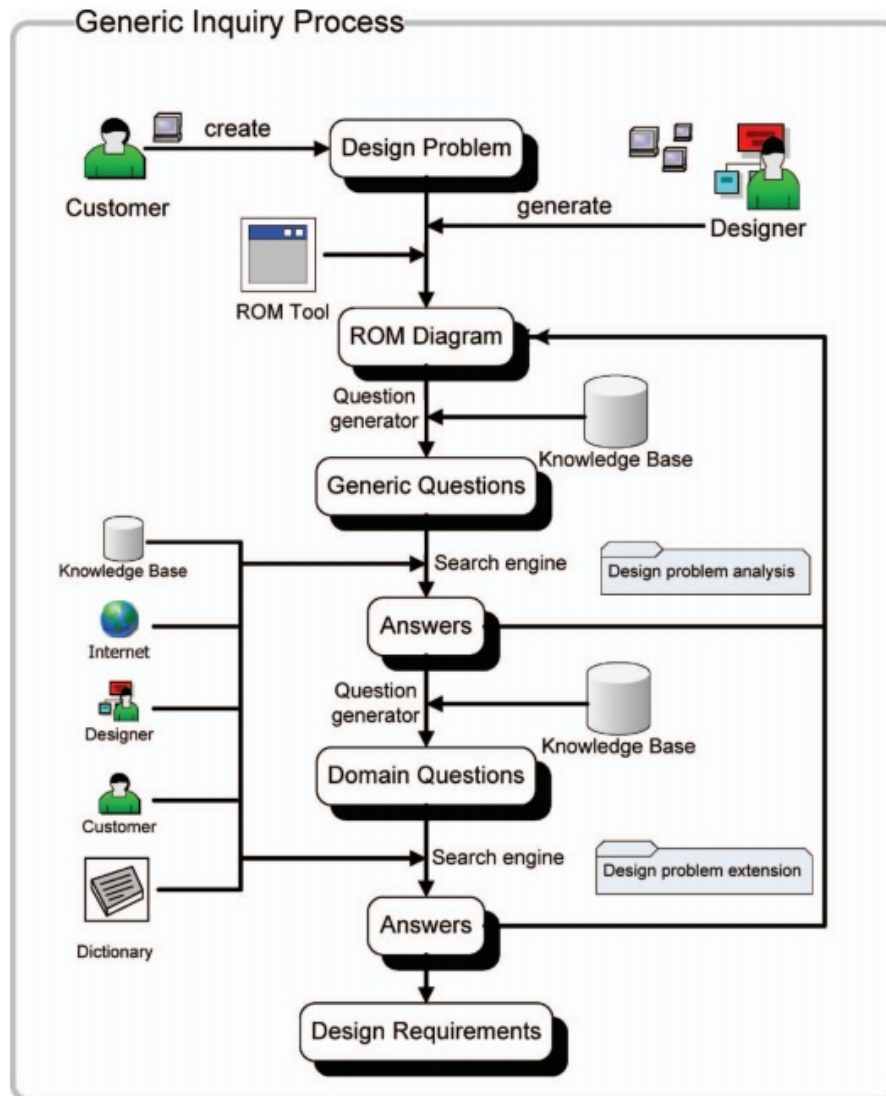 Generic Inquiry Process
create
Design Problem
Customer
generate
Designer
ROM Tool
ROM Diagram
Question
generator
Knowledge Base
Generic Questions
Knowledge Base
Search engine
Design problem analysis
Answers
Internet
Question
generator
Designer
Knowledge Base
Domain Questions
Customer
Search engine
Design problem extension
Answers
Dictionary
Design Requirements